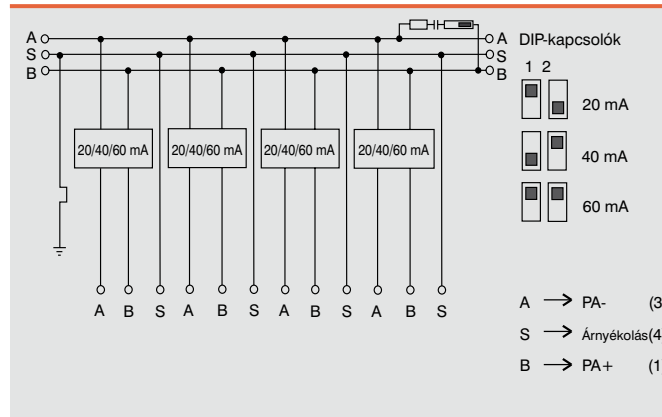 A A
S S
B B
DIP-kapcsolók
1 2
20 mA
40 mA
60 mA
20/40/60 mA 20/40/60 mA 20/40/60 mA 20/40/60 mA
A B S A B S A B S A B S
A → PA- (3
S → Árnyékolás(4
B → PA+ (1